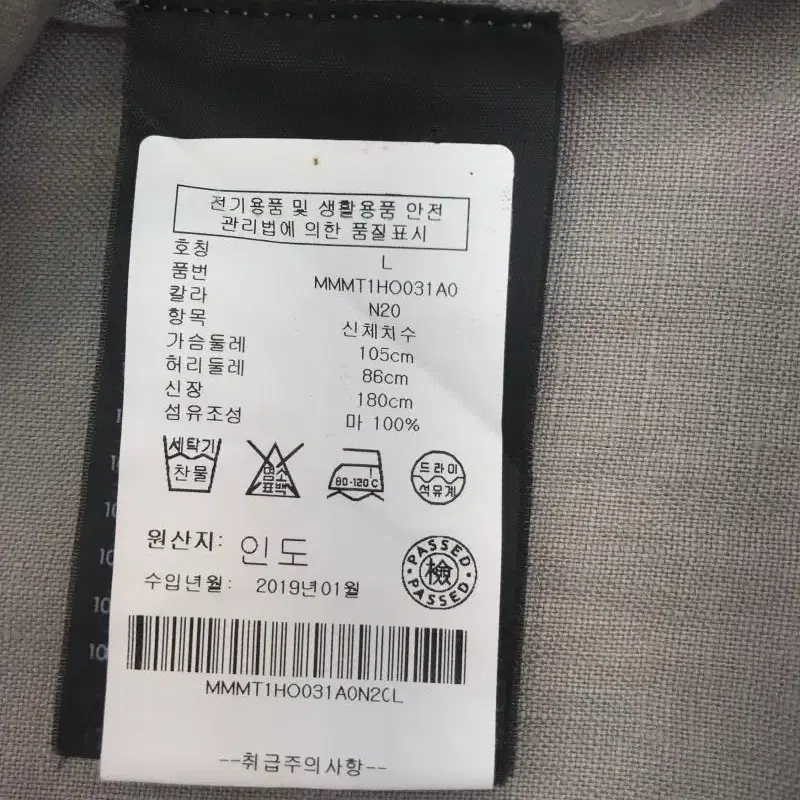 전기용품 및 생활용품 안전
관리법에 의한 품질표시
호칭 L
품번 MMMT1HO031A0
칼라 N20
항목 신체치수
가슴둘레 105cm
허리둘레 86cm
신장 180cm
섬유조성 마 100%
세탁기
찬물
염소
표백
80-120℃
드라이
석유계
원산지: 인도
PASSED
檢
PASSED
수입년월: 2019년01월
MMMT1HO031A0N20L
--취급주의사항--